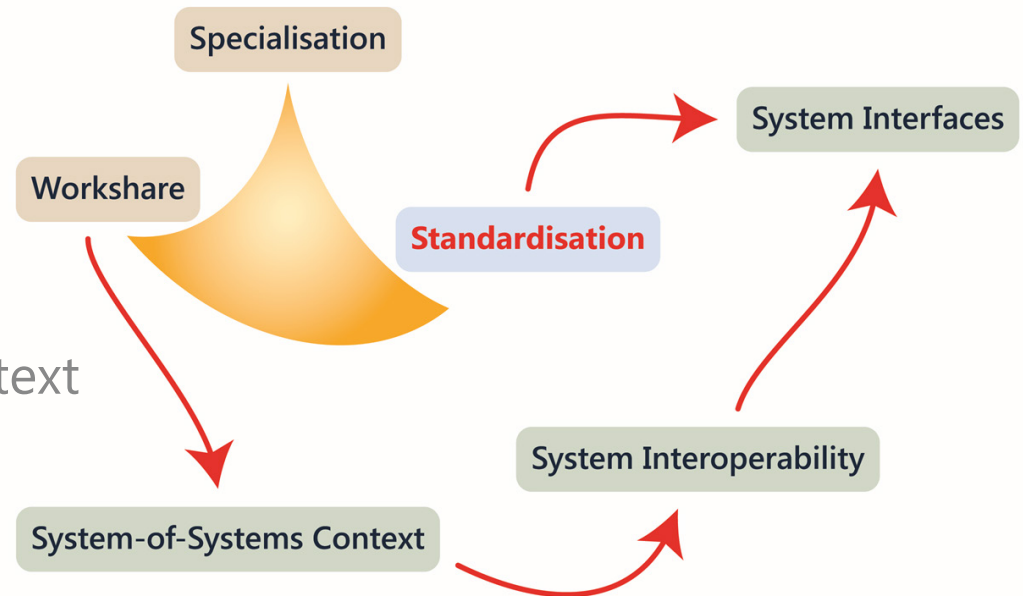 Specialisation
System Interfaces
Workshare
Standardisation
text
System Interoperability
System-of-Systems Context